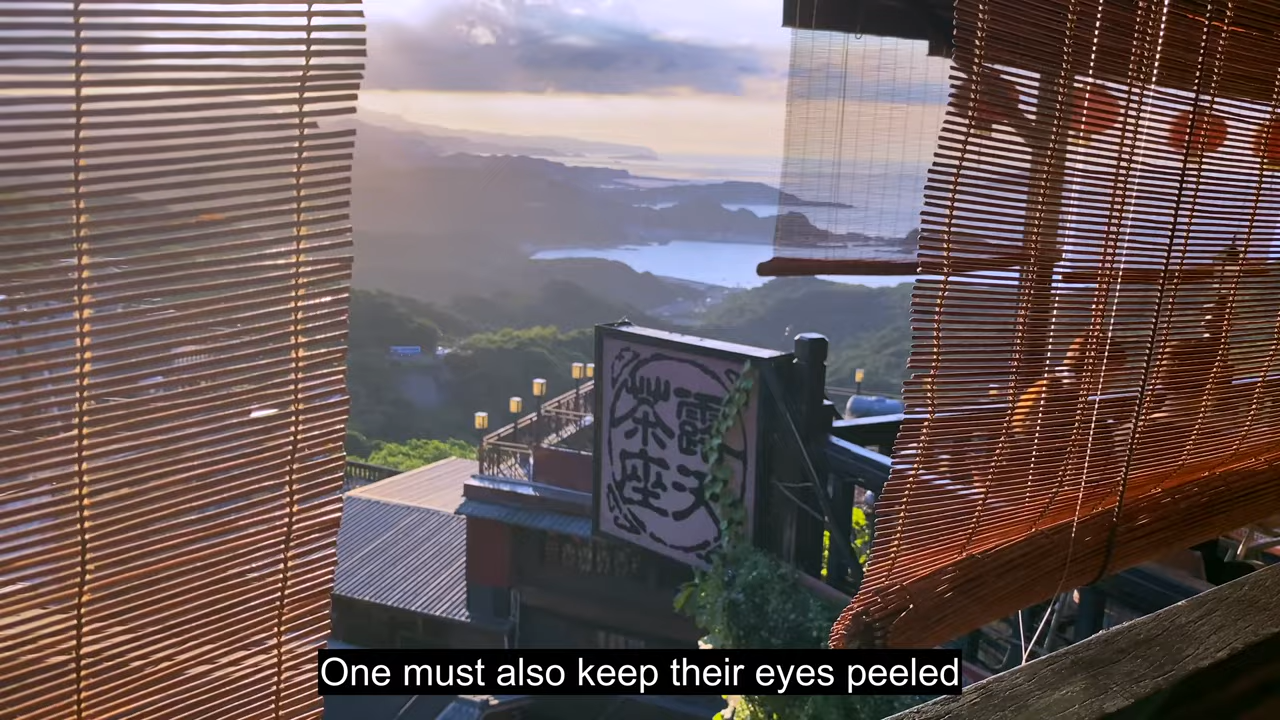 露天
茶座
One must also keep their eyes peeled